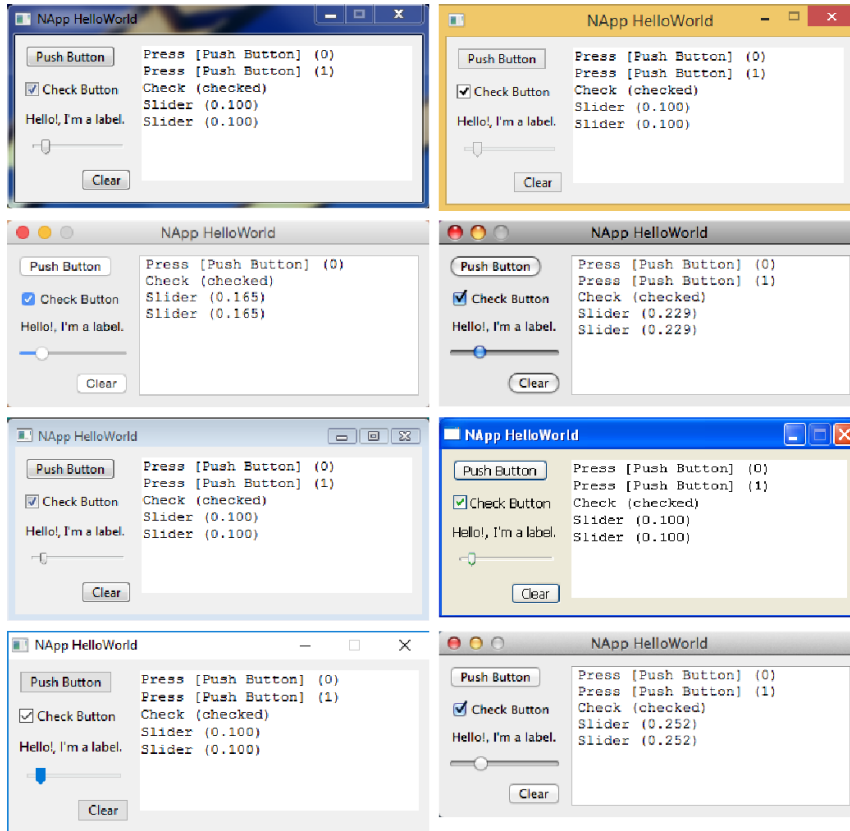 NApp HelloWorld
Push Button
Check Button
Hello!, I'm a label.
Clear
Press [Push Button] (0)
Press [Push Button] (1)
Check (checked)
Slider (0.100)
Slider (0.100)
NApp HelloWorld
Push Button
Check Button
Hello!, I'm a label.
Clear
Press [Push Button] (0)
Press [Push Button] (1)
Check (checked)
Slider (0.100)
Slider (0.100)
NApp HelloWorld
Push Button
Check Button
Hello!, I'm a label.
Clear
Press [Push Button] (0)
Check (checked)
Slider (0.165)
Slider (0.165)
NApp HelloWorld
Push Button
Check Button
Hello!, I'm a label.
Clear
Press [Push Button] (0)
Press [Push Button] (1)
Check (checked)
Slider (0.229)
Slider (0.229)
NApp HelloWorld
Push Button
Check Button
Hello!, I'm a label.
Clear
Press [Push Button] (0)
Press [Push Button] (1)
Check (checked)
Slider (0.100)
Slider (0.100)
NApp HelloWorld
Push Button
Check Button
Hello!, I'm a label.
Clear
Press [Push Button] (0)
Press [Push Button] (1)
Check (checked)
Slider (0.100)
Slider (0.100)
NApp HelloWorld
Push Button
Check Button
Hello!, I'm a label.
Clear
Press [Push Button] (0)
Press [Push Button] (1)
Check (checked)
Slider (0.100)
Slider (0.100)
NApp HelloWorld
Push Button
Check Button
Hello!, I'm a label.
Clear
Press [Push Button] (0)
Press [Push Button] (1)
Check (checked)
Slider (0.252)
Slider (0.252)